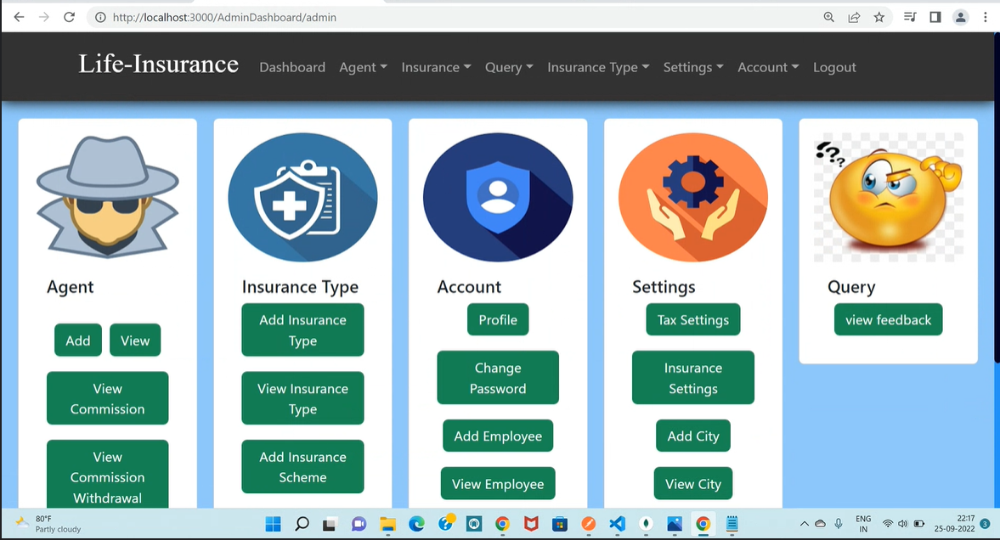 http://localhost:3000/AdminDashboard/admin
Life-Insurance Dashboard Agent Insurance Query Insurance Type Settings Account Logout
???
Agent
Add View
View
Commission
View
Commission
Withdrawal
Insurance Type
Add Insurance
Type
View Insurance
Type
Add Insurance
Scheme
Account
Profile
Change
Password
Add Employee
View Employee
Settings
Tax Settings
Insurance
Settings
Add City
View City
Query
view feedback
80°F
Partly cloudy
ENG
IN
22:17
25-09-2022
3